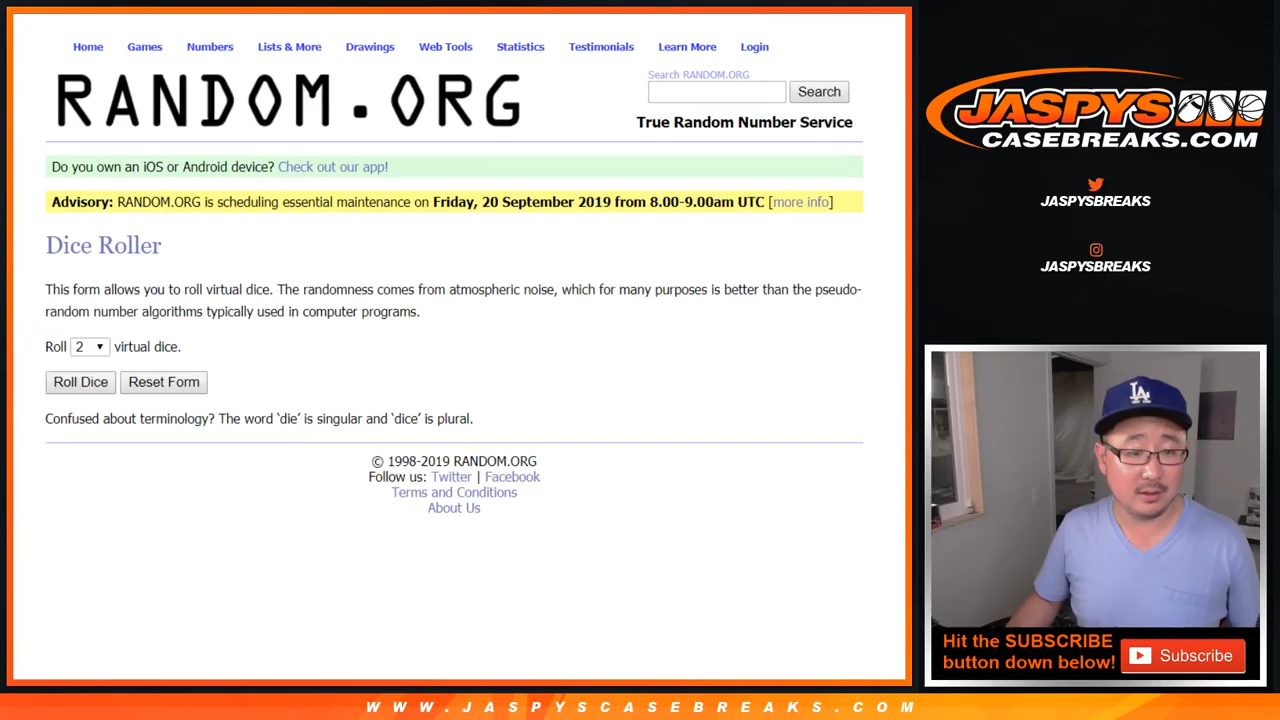 Home Games Numbers Lists & More Drawings Web Tools Statistics Testimonials Learn More Login
RANDOM.ORG
Search RANDOM.ORG
Search
True Random Number Service
Do you own an iOS or Android device? Check out our app!
Advisory: RANDOM.ORG is scheduling essential maintenance on Friday, 20 September 2019 from 8.00-9.00am UTC [more info]
Dice Roller
This form allows you to roll virtual dice. The randomness comes from atmospheric noise, which for many purposes is better than the pseudo-
random number algorithms typically used in computer programs.
Roll 2 virtual dice.
Roll Dice Reset Form
Confused about terminology? The word ‘die’ is singular and ‘dice’ is plural.
© 1998-2019 RANDOM.ORG
Follow us: Twitter | Facebook
Terms and Conditions
About Us
JASPYS
CASEBREAKS.COM
JASPYSBREAKS
JASPYSBREAKS
LA
Hit the SUBSCRIBE
button down below!
Subscribe
WWW.JASPYSCASEBREAKS.COM